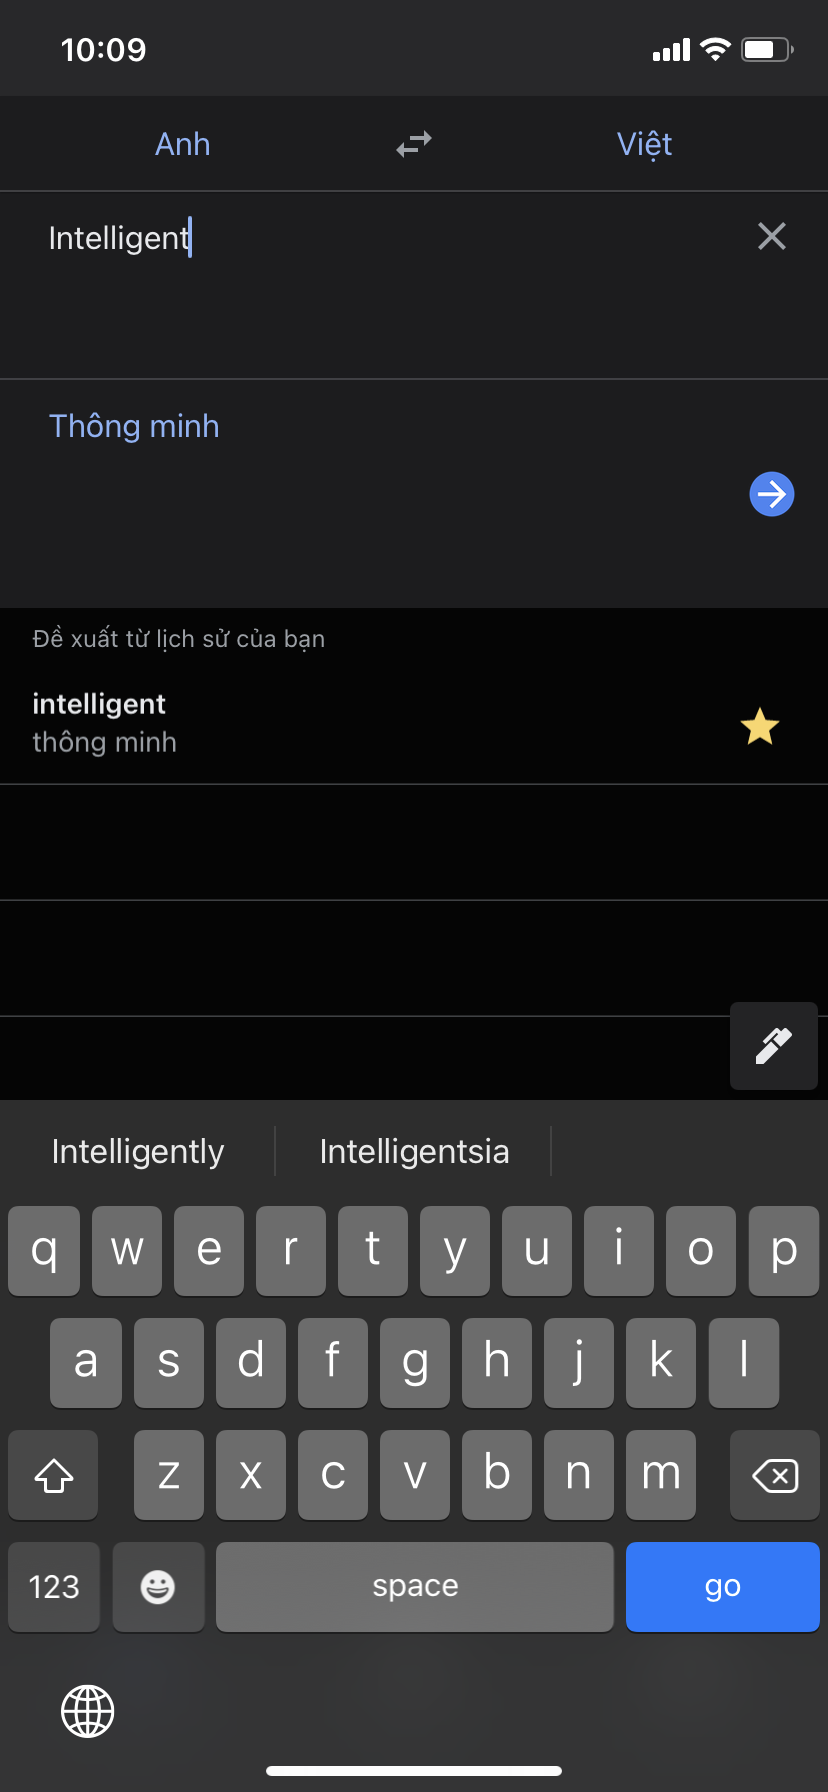 10:09
Anh
Việt
Intelligent
Thông minh
Đề xuất từ lịch sử của bạn
intelligent
thông minh
Intelligently
Intelligentsia
q w e r t y u i o p
a s d f g h j k l
z x c v b n m
123 space go